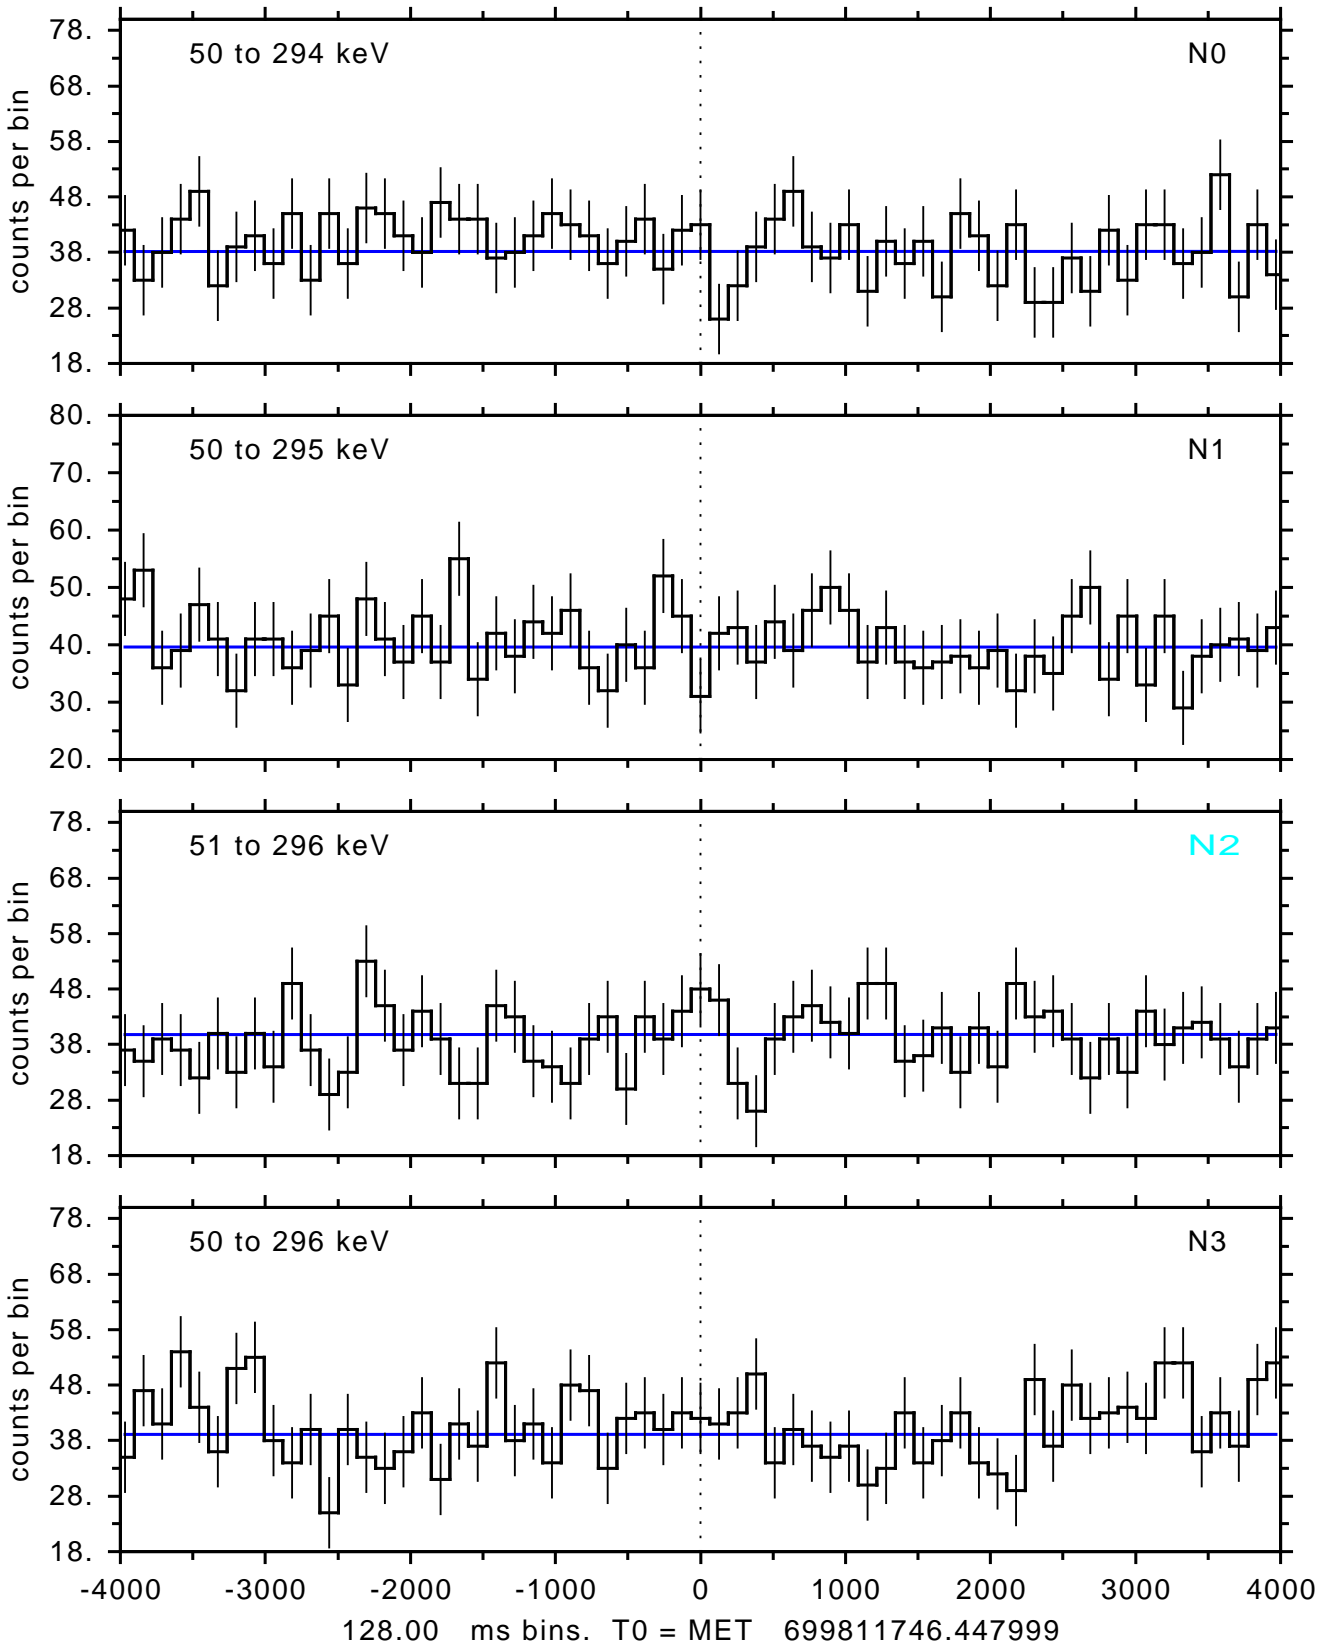 50 to 294 keV N0
78.
68.
58.
48.
38.
28.
18.
counts per bin
50 to 295 keV N1
80.
70.
60.
50.
40.
30.
20.
counts per bin
51 to 296 keV N2
78.
68.
58.
48.
38.
28.
18.
counts per bin
50 to 296 keV N3
78.
68.
58.
48.
38.
28.
18.
counts per bin
-4000 -3000 -2000 -1000 0 1000 2000 3000 4000
128.00 ms bins. T0 = MET 699811746.447999